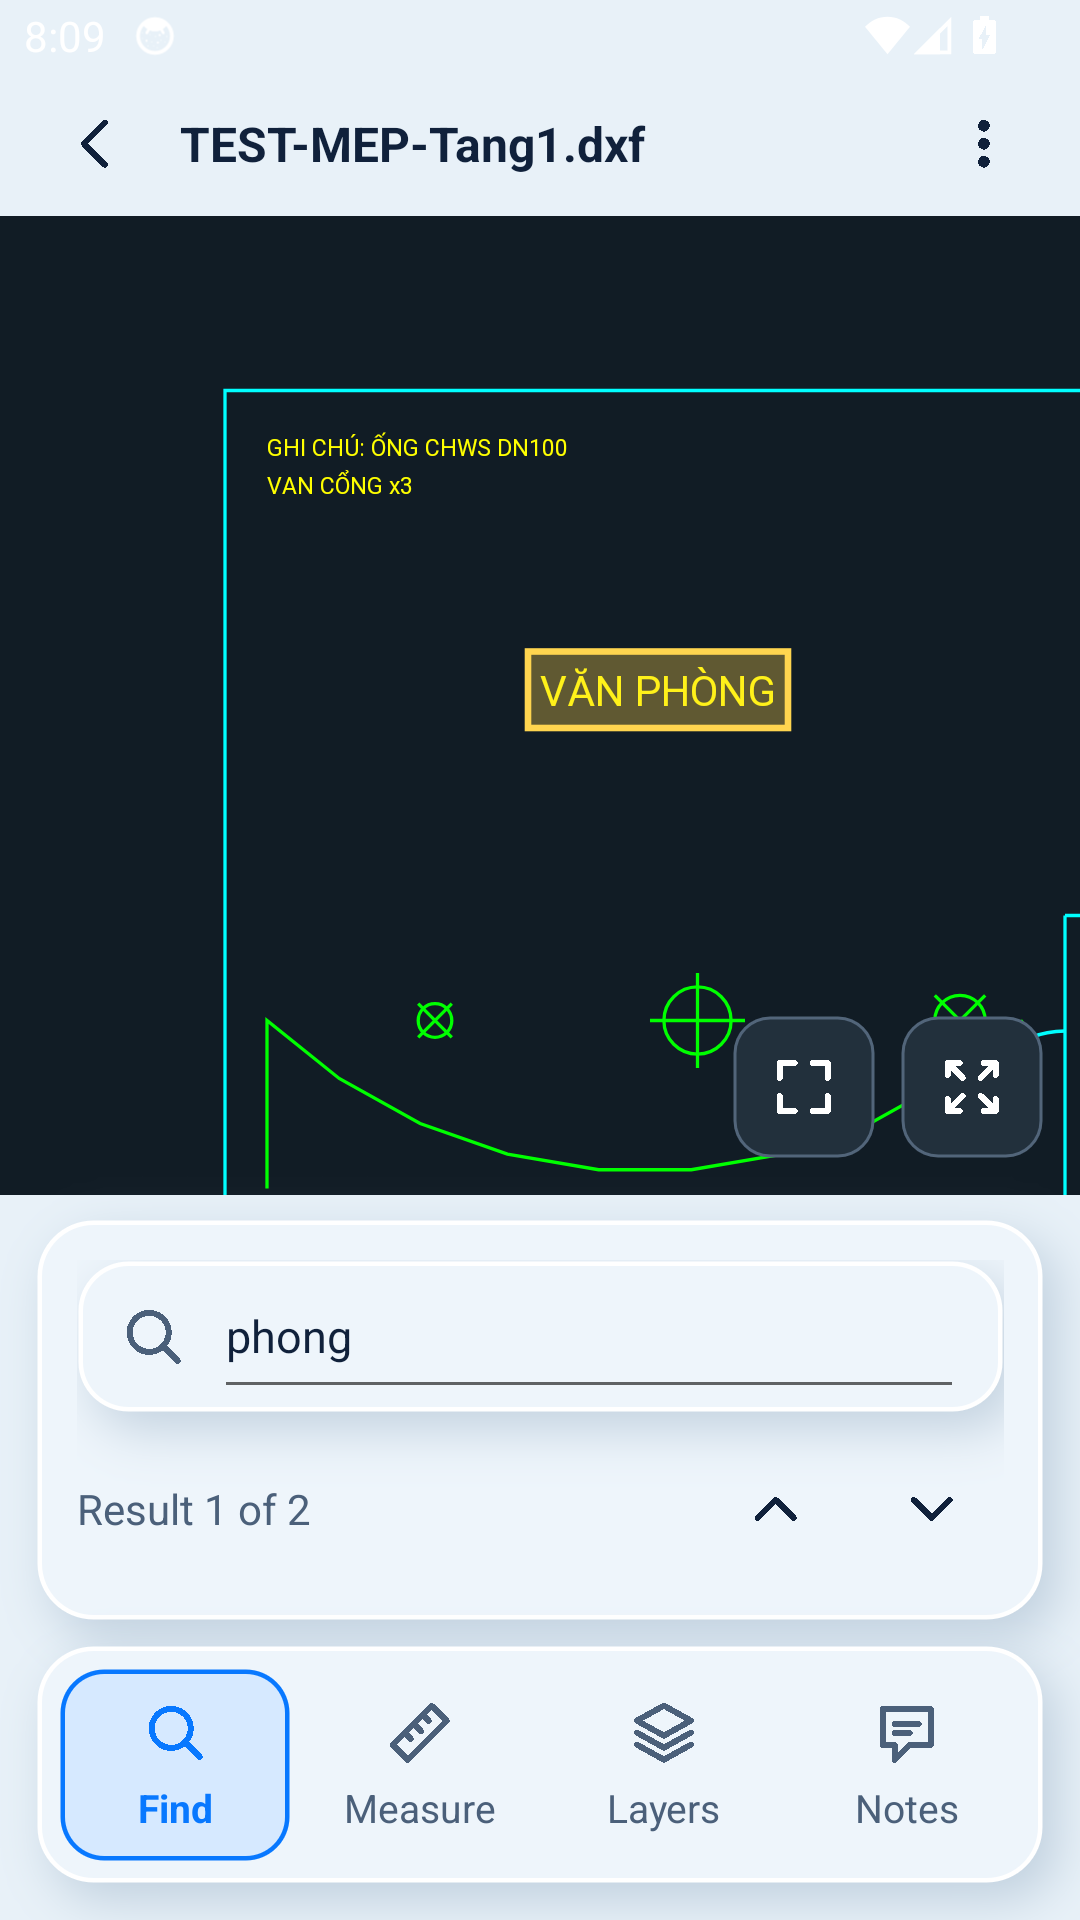 8:09
TEST-MEP-Tang1.dxf
GHI CHÚ: ỐNG CHWS DN100
VAN CỔNG x3
VĂN PHÒNG
phong
Result 1 of 2
Find
Measure
Layers
Notes